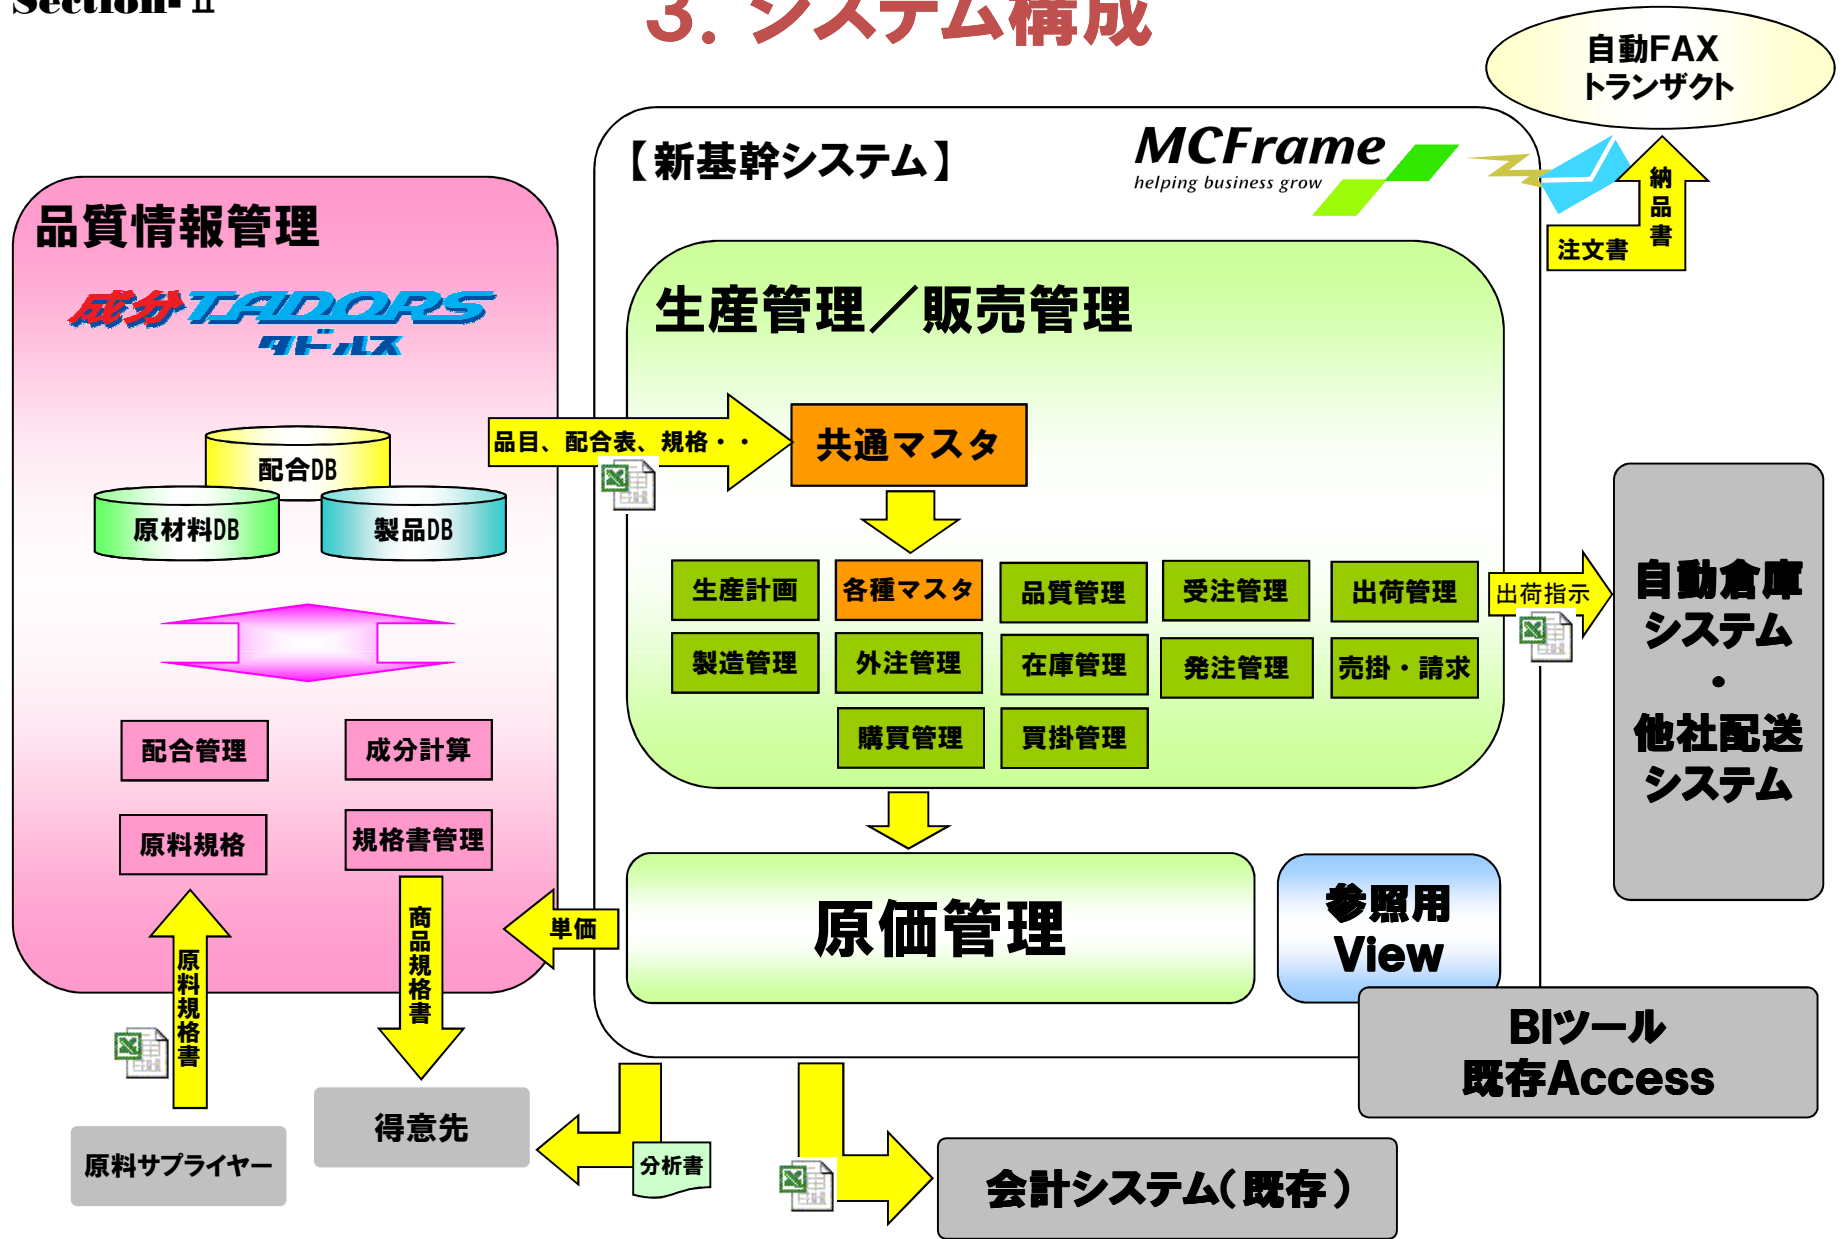 Section-Ⅱ
3. システム構成
自動FAX
トランザクト
【新基幹システム】
MCFrame
helping business grow
納品書
注文書
品質情報管理
成分TADORS
タドルス
生産管理／販売管理
品目、配合表、規格・・
共通マスタ
配合DB
原材料DB
製品DB
生産計画
各種マスタ
品質管理
受注管理
出荷管理
出荷指示
製造管理
外注管理
在庫管理
発注管理
売掛・請求
購買管理
買掛管理
自動倉庫
システム
・
他社配送
システム
配合管理
成分計算
原料規格
規格書管理
原価管理
参照用
View
単価
商品規格書
原料規格書
BIツール
既存Access
得意先
原料サプライヤー
分析書
会計システム(既存)